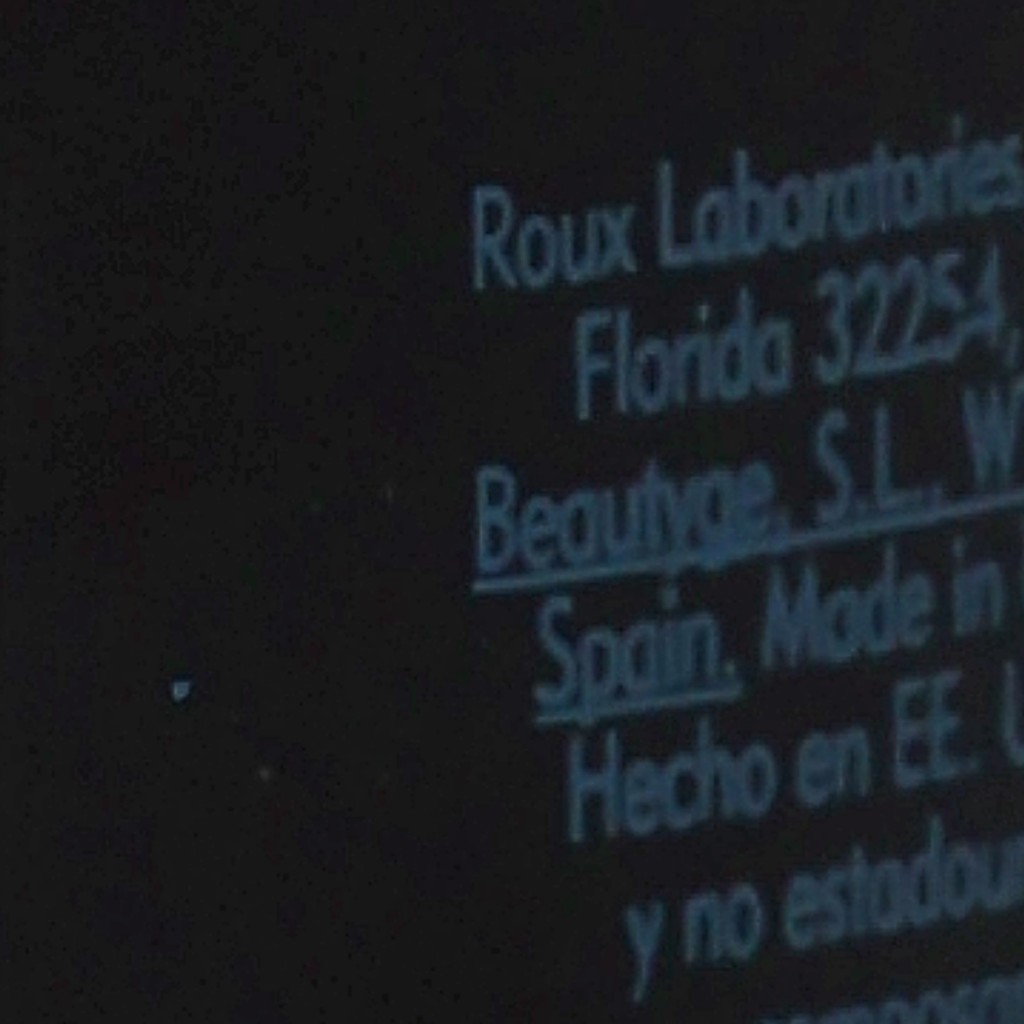 Roux Laboratories
Florida 32254,
Beautyge, S.L., W
Spain. Made in
Hecho en EE. U
y no estadou